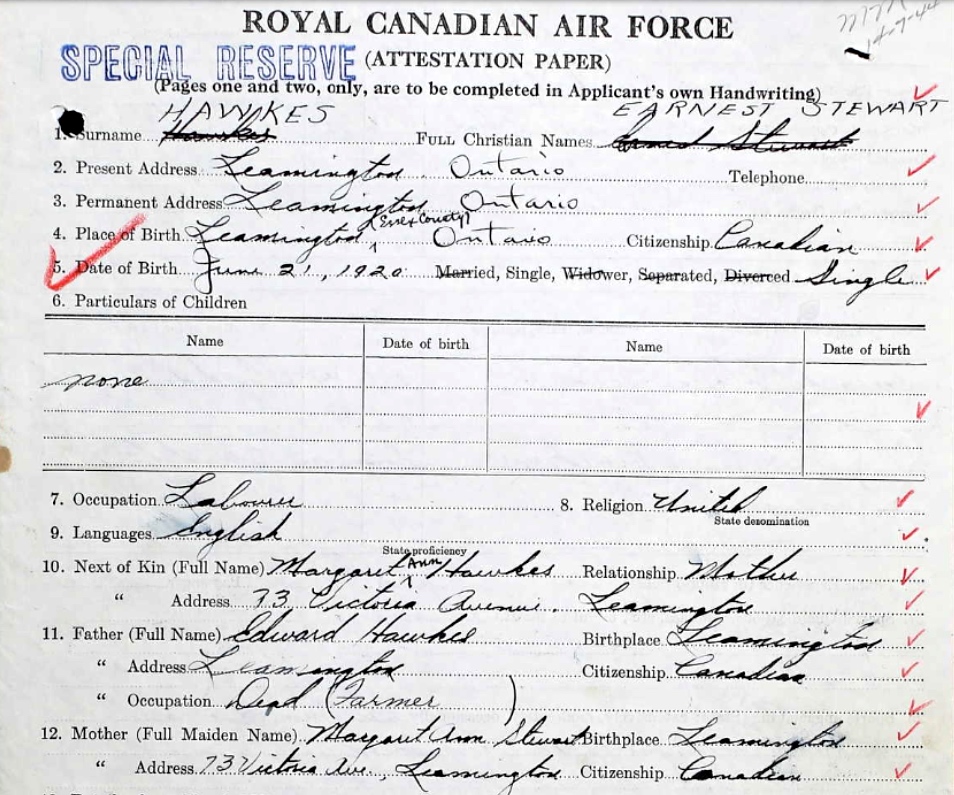 ROYAL CANADIAN AIR FORCE
SPECIAL RESERVE (ATTESTATION PAPER)
(Pages one and two, only, are to be completed in Applicant's own Handwriting)
HAWKES EARNEST STEWART
1. Surname Hawkes FULL Christian Names Ernest Stewart
2. Present Address Leamington Ontario Telephone
3. Permanent Address Leamington Ontario
(Essex County)
4. Place of Birth Leamington Ontario Citizenship Canadian
5. Date of Birth June 21, 1920 Married, Single, Widower, Separated, Divorced Single
6. Particulars of Children
Name Date of birth Name Date of birth
none
7. Occupation Labourer 8. Religion United
State denomination
9. Languages English
State proficiency
10. Next of Kin (Full Name) Margaret Ann Hawkes Relationship Mother
" Address 73 Victoria Avenue. Leamington
11. Father (Full Name) Edward Hawkes Birthplace Leamington
" Address Leamington Citizenship Canadian
" Occupation Dead (Farmer)
12. Mother (Full Maiden Name) Margaret Ann Stewart Birthplace Leamington
" Address 73 Victoria Ave., Leamington Citizenship Canadian